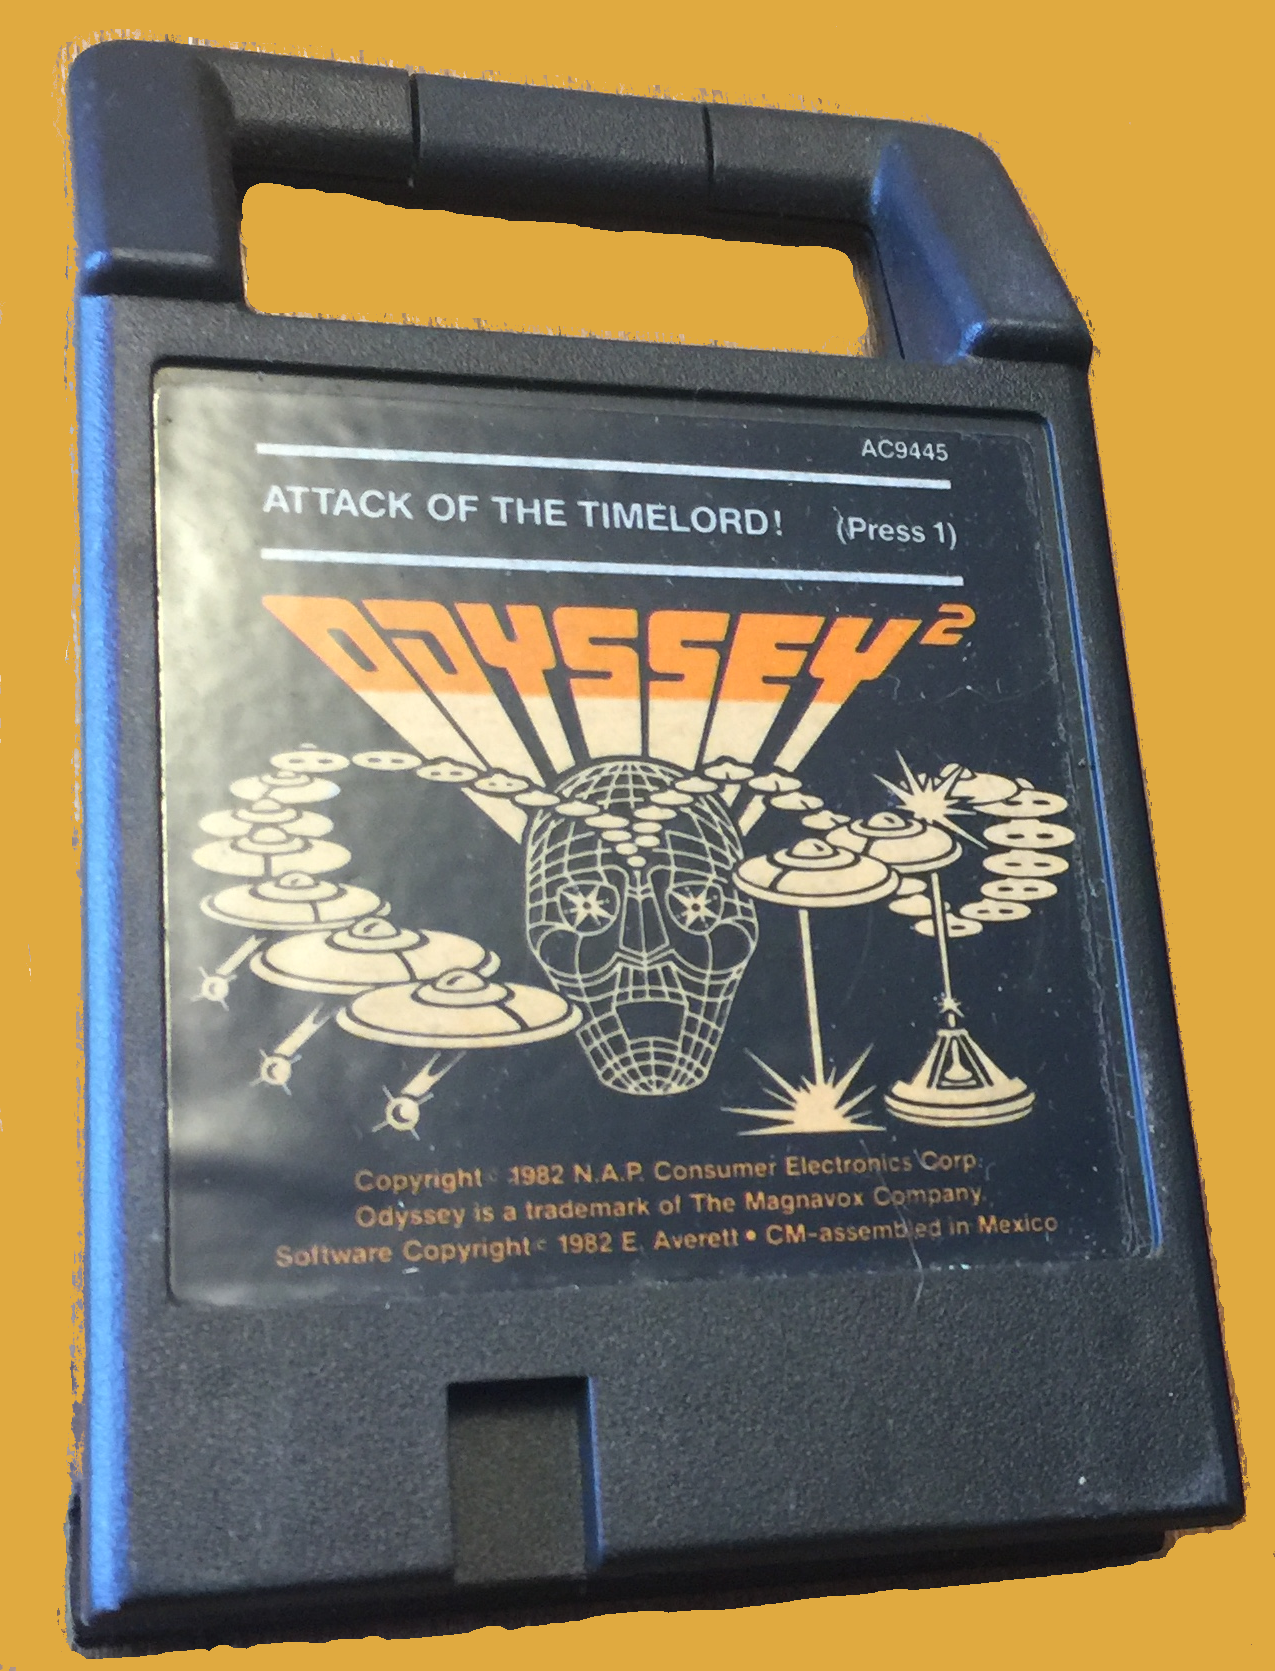 AC9445
ATTACK OF THE TIMELORD! (Press 1)
ODYSSEY²
Copyright © 1982 N.A.P. Consumer Electronics Corp.
Odyssey is a trademark of The Magnavox Company.
Software Copyright © 1982 E. Averett • CM-assembled in Mexico